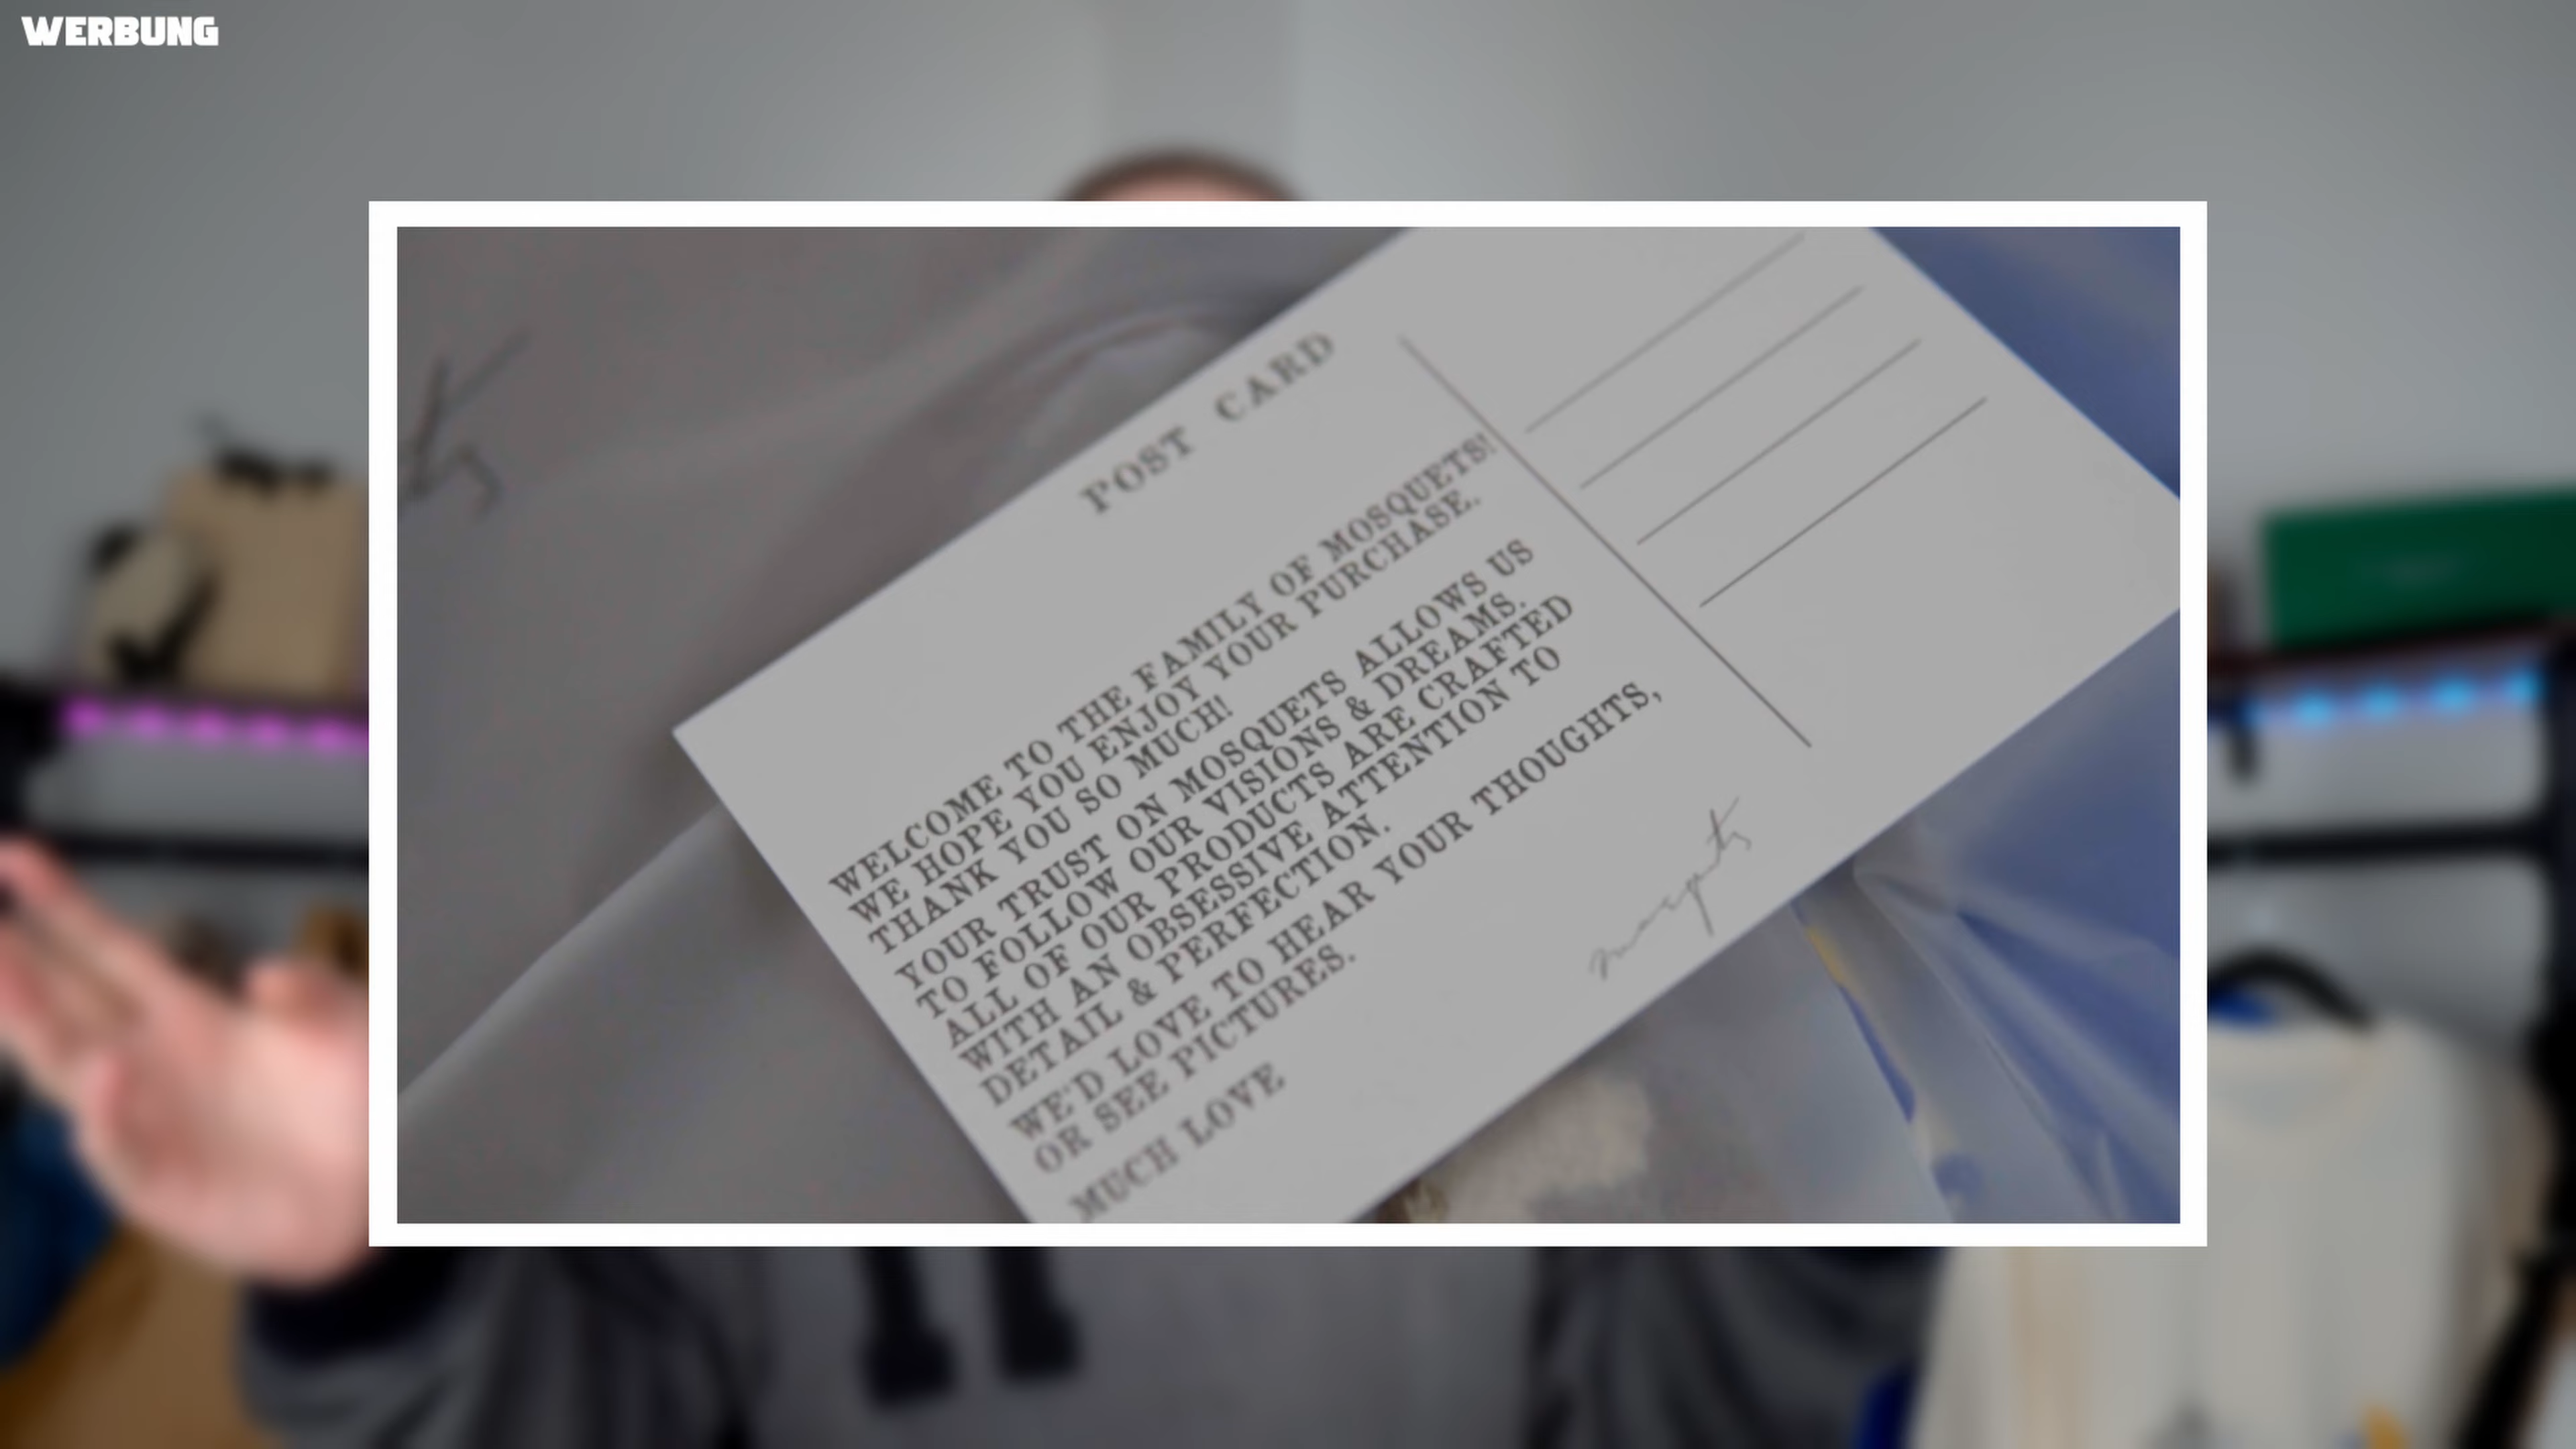 WERBUNG
POST CARD
WELCOME TO THE FAMILY OF MOSQUETS!
WE HOPE YOU ENJOY YOUR PURCHASE.
THANK YOU SO MUCH!
YOUR TRUST ON MOSQUETS ALLOWS US
TO FOLLOW OUR VISIONS & DREAMS.
ALL OF OUR PRODUCTS ARE CRAFTED
WITH AN OBSESSIVE ATTENTION TO
DETAIL & PERFECTION.
WE'D LOVE TO HEAR YOUR THOUGHTS,
OR SEE PICTURES.
MUCH LOVE